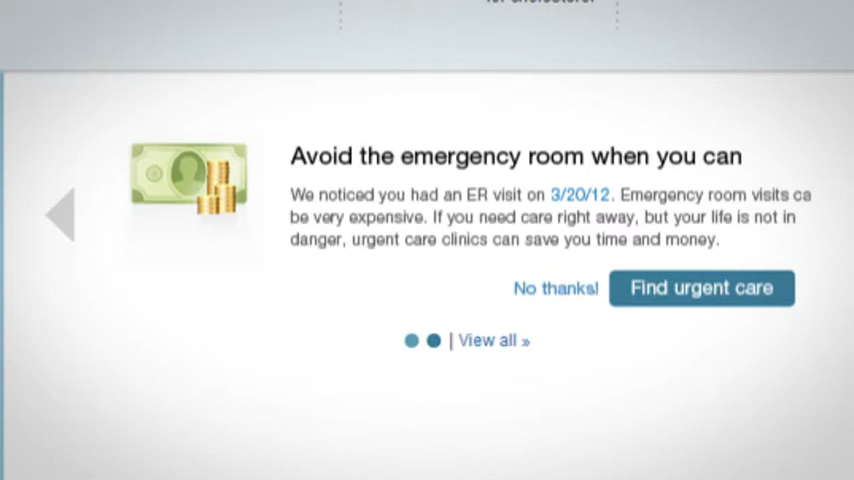 Avoid the emergency room when you can
We noticed you had an ER visit on 3/20/12. Emergency room visits ca
be very expensive. If you need care right away, but your life is not in
danger, urgent care clinics can save you time and money.
No thanks! Find urgent care
| View all »